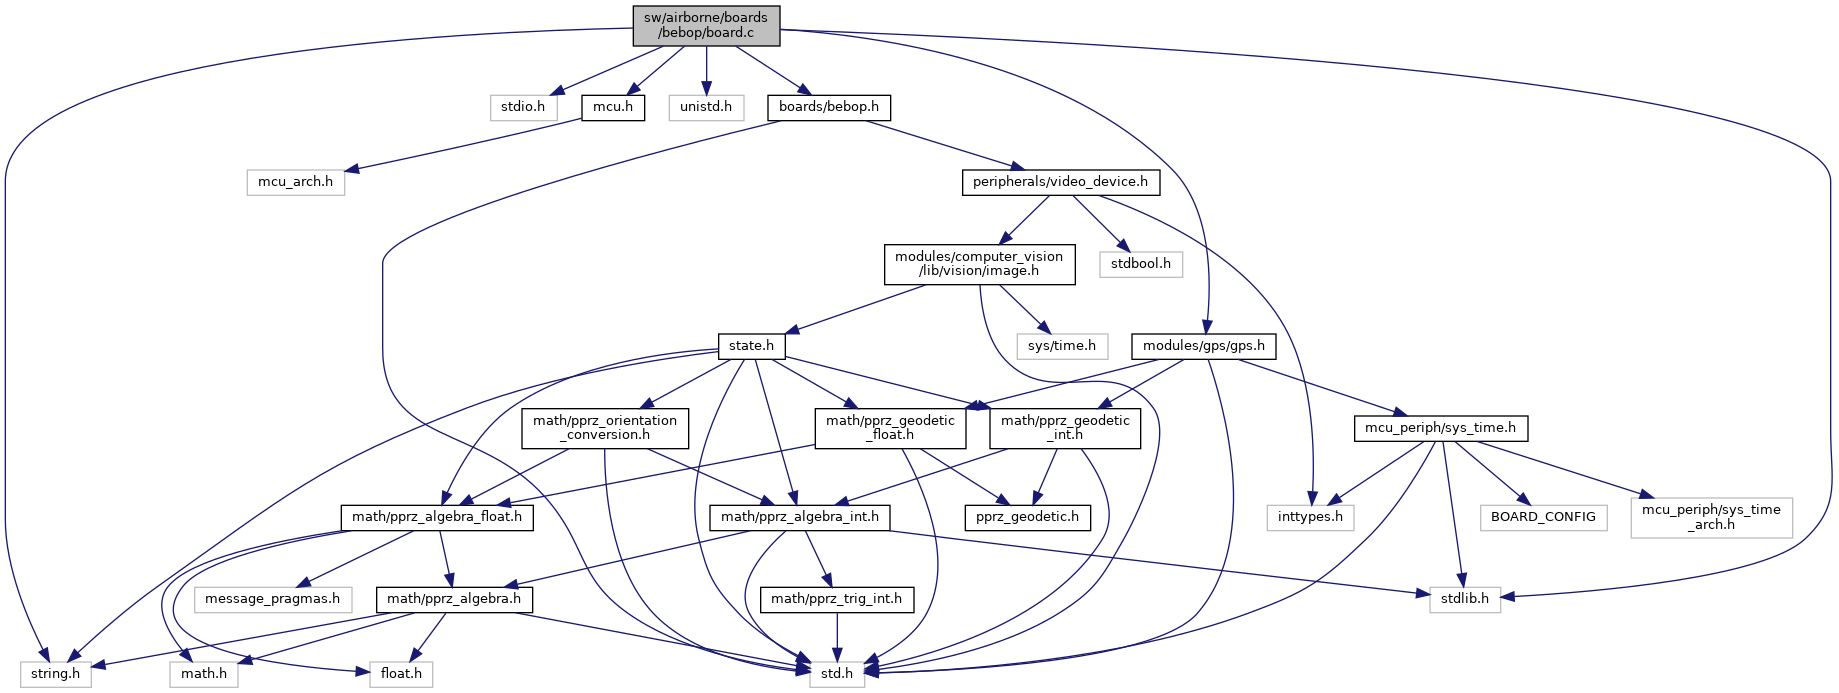 sw/airborne/boards
/bebop/board.c
stdio.h
mcu.h
unistd.h
boards/bebop.h
mcu_arch.h
peripherals/video_device.h
modules/computer_vision
/lib/vision/image.h
stdbool.h
state.h
sys/time.h
modules/gps/gps.h
math/pprz_orientation
_conversion.h
math/pprz_geodetic
_float.h
math/pprz_geodetic
_int.h
mcu_periph/sys_time.h
math/pprz_algebra_float.h
math/pprz_algebra_int.h
pprz_geodetic.h
inttypes.h
BOARD_CONFIG
mcu_periph/sys_time
_arch.h
message_pragmas.h
math/pprz_algebra.h
math/pprz_trig_int.h
stdlib.h
string.h
math.h
float.h
std.h